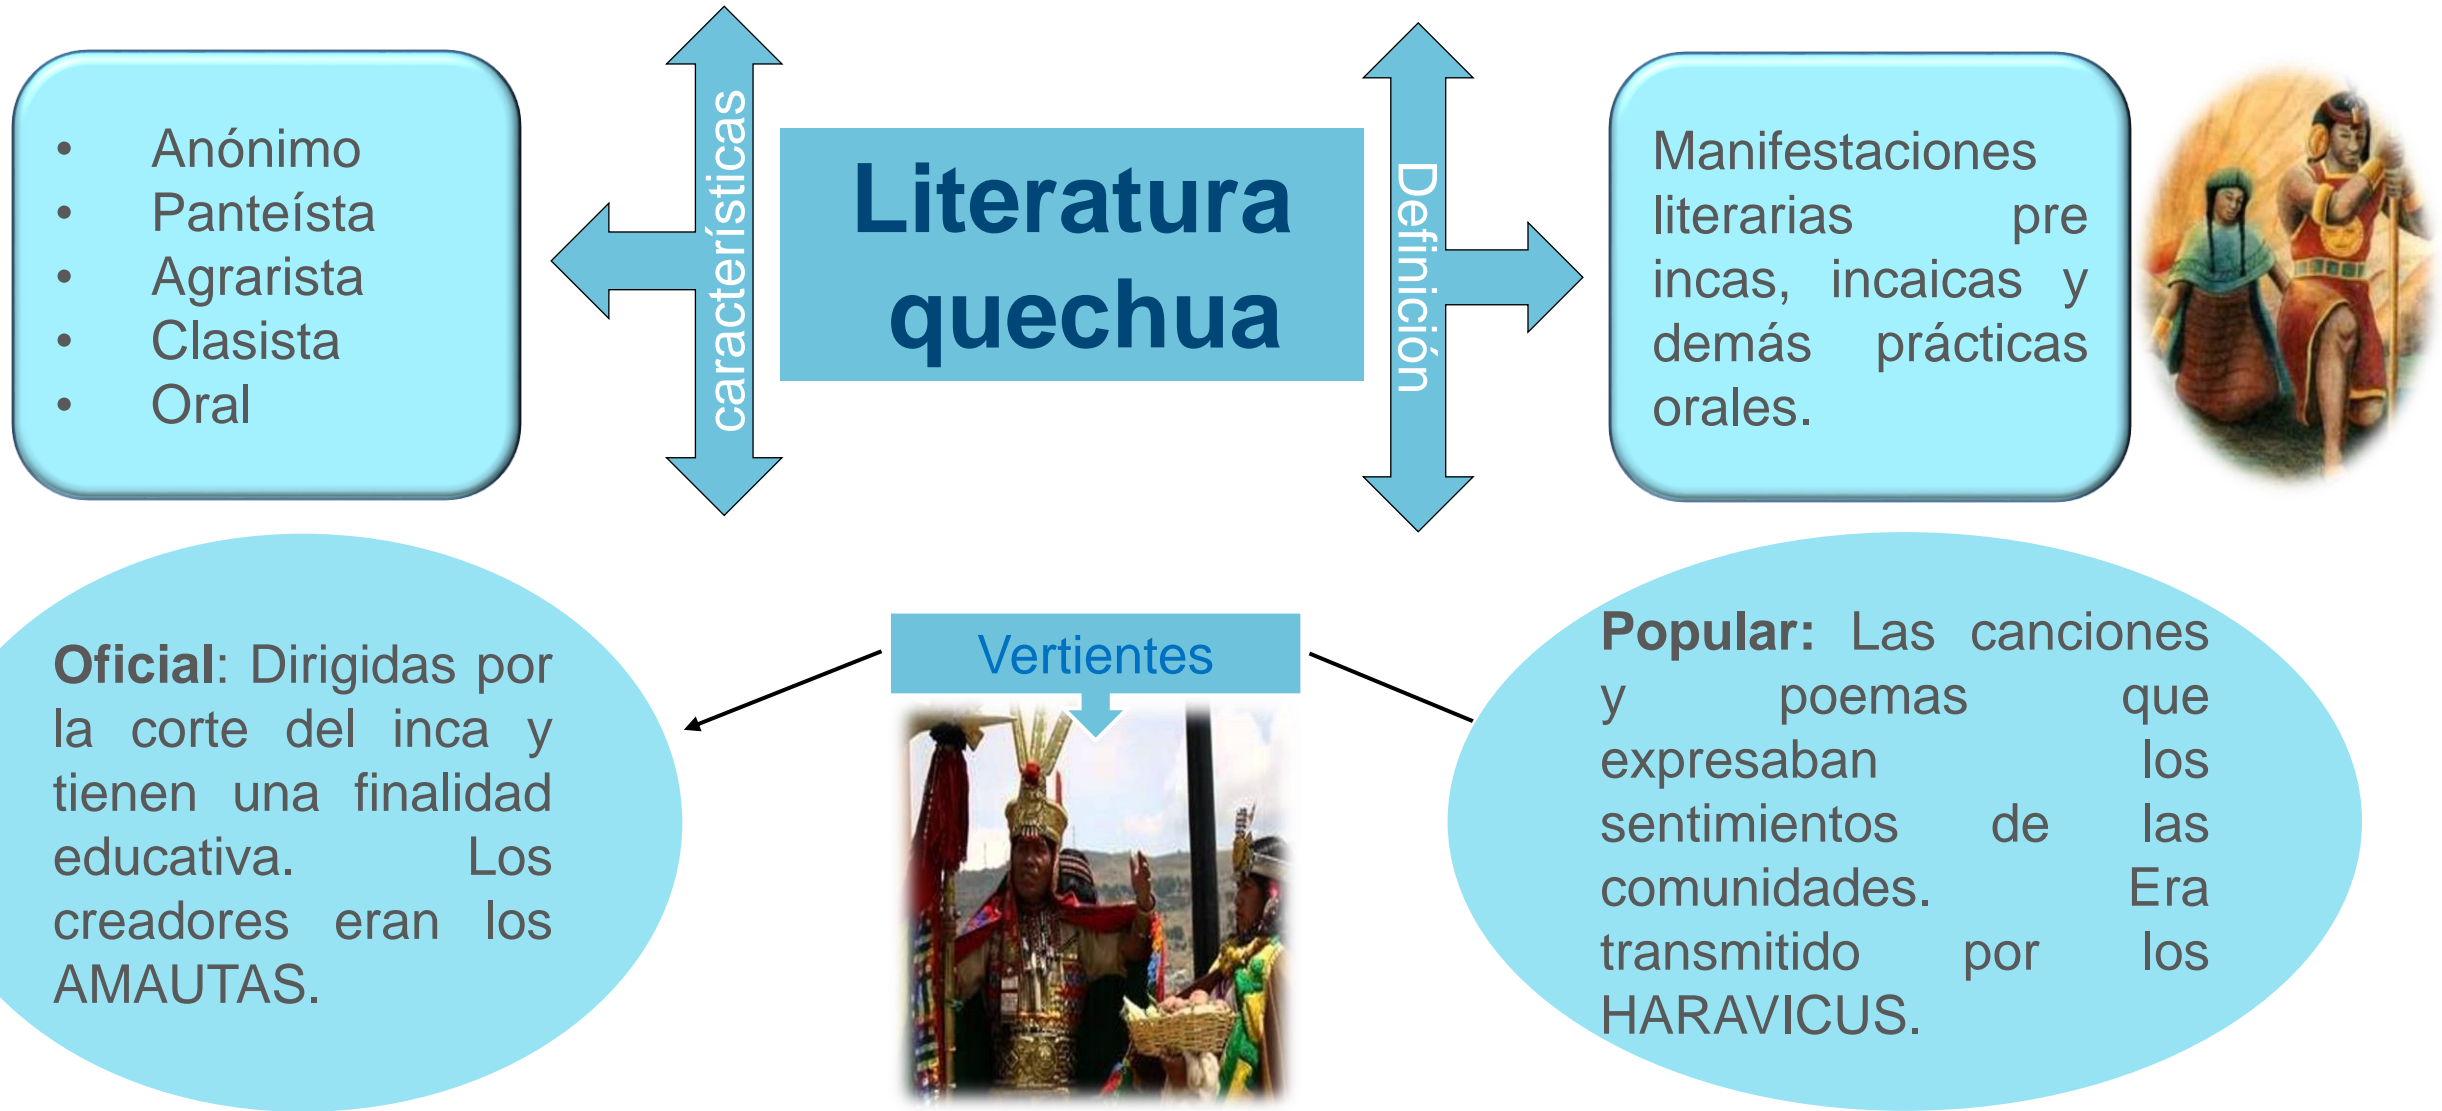 Literatura
quechua
características
• Anónimo
• Panteísta
• Agrarista
• Clasista
• Oral
Definición
Manifestaciones
literarias pre
incas, incaicas y
demás prácticas
orales.
Vertientes
Oficial: Dirigidas por
la corte del inca y
tienen una finalidad
educativa. Los
creadores eran los
AMAUTAS.
Popular: Las canciones
y poemas que
expresaban los
sentimientos de las
comunidades. Era
transmitido por los
HARAVICUS.